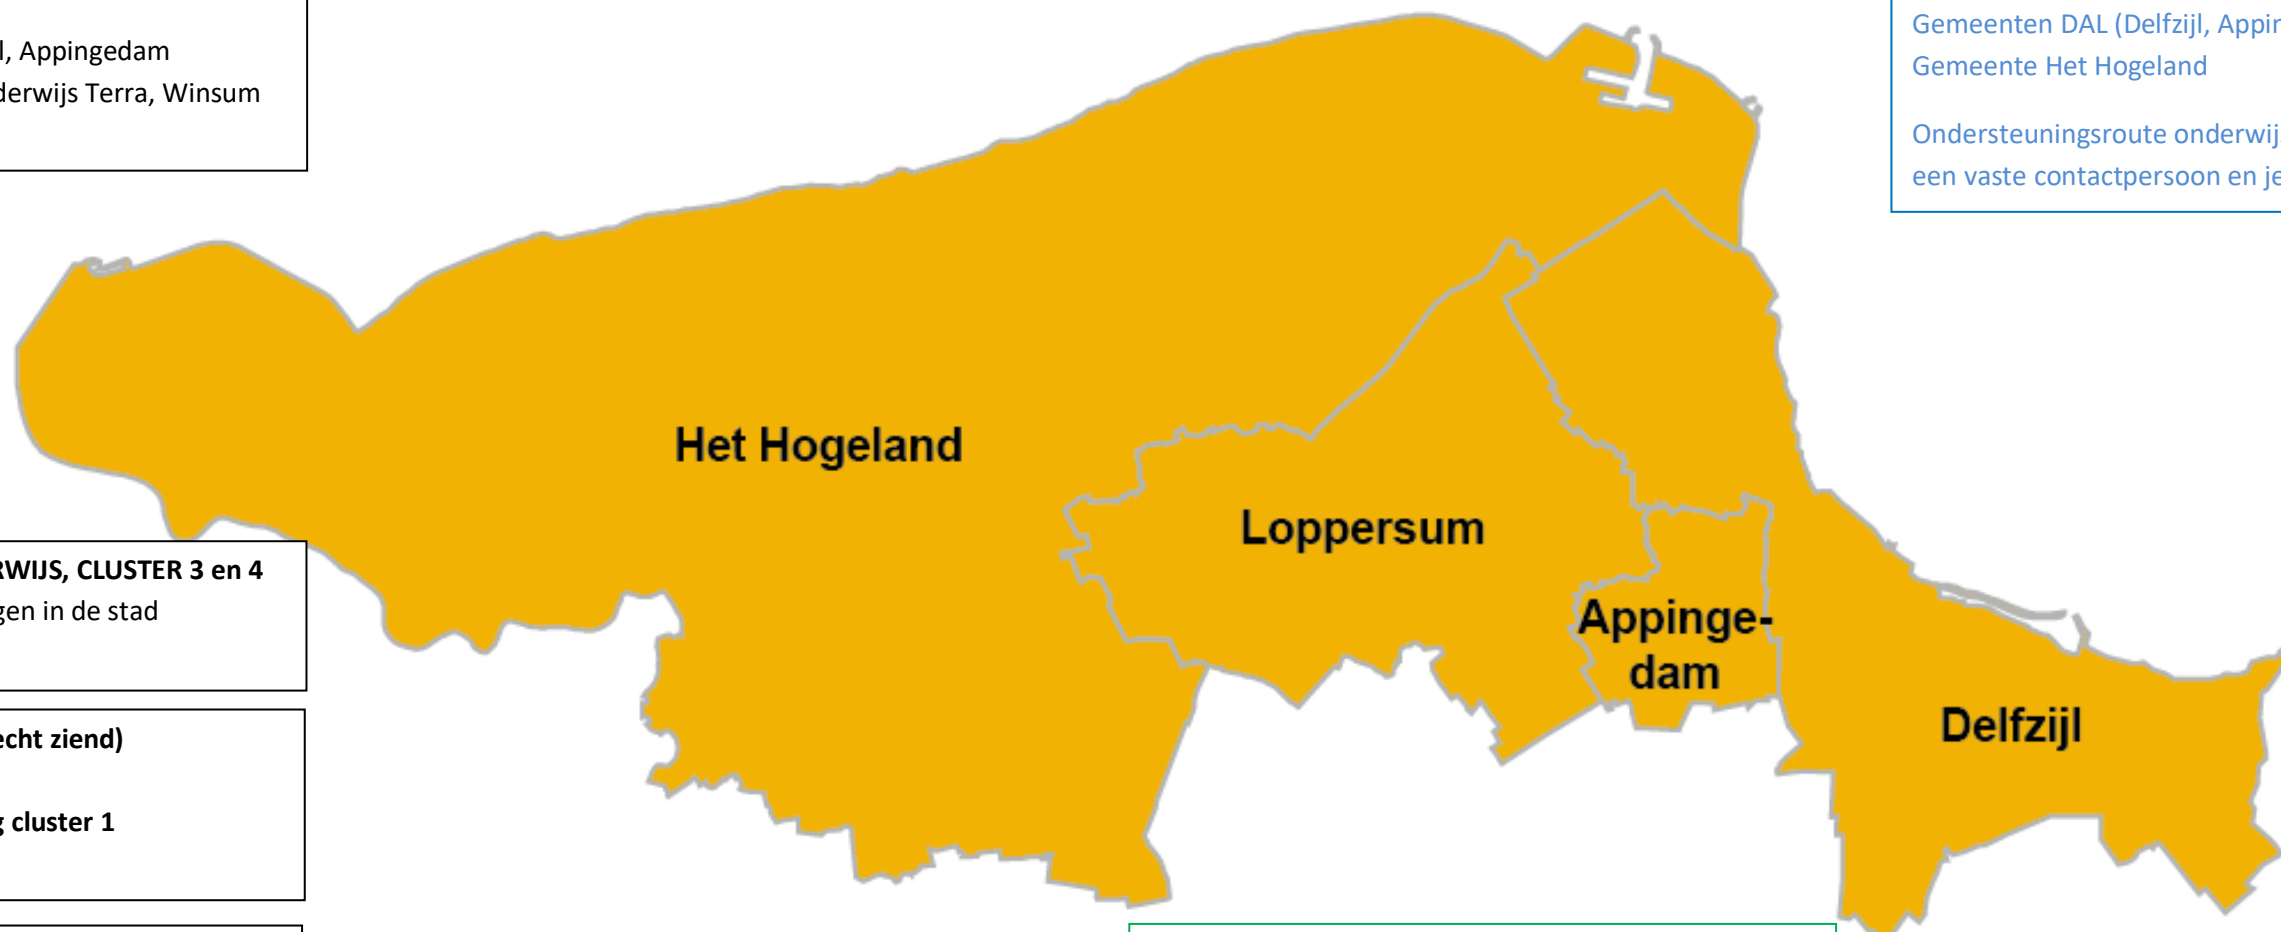 l, Appingedam
derwijs Terra, Winsum
Gemeenten DAL (Delfzijl, Appin
Gemeente Het Hogeland
Ondersteuningsroute onderwij
een vaste contactpersoon en je
Het Hogeland
Loppersum
Appinge-
dam
Delfzijl
RWIJS, CLUSTER 3 en 4
gen in de stad
echt ziend)
g cluster 1